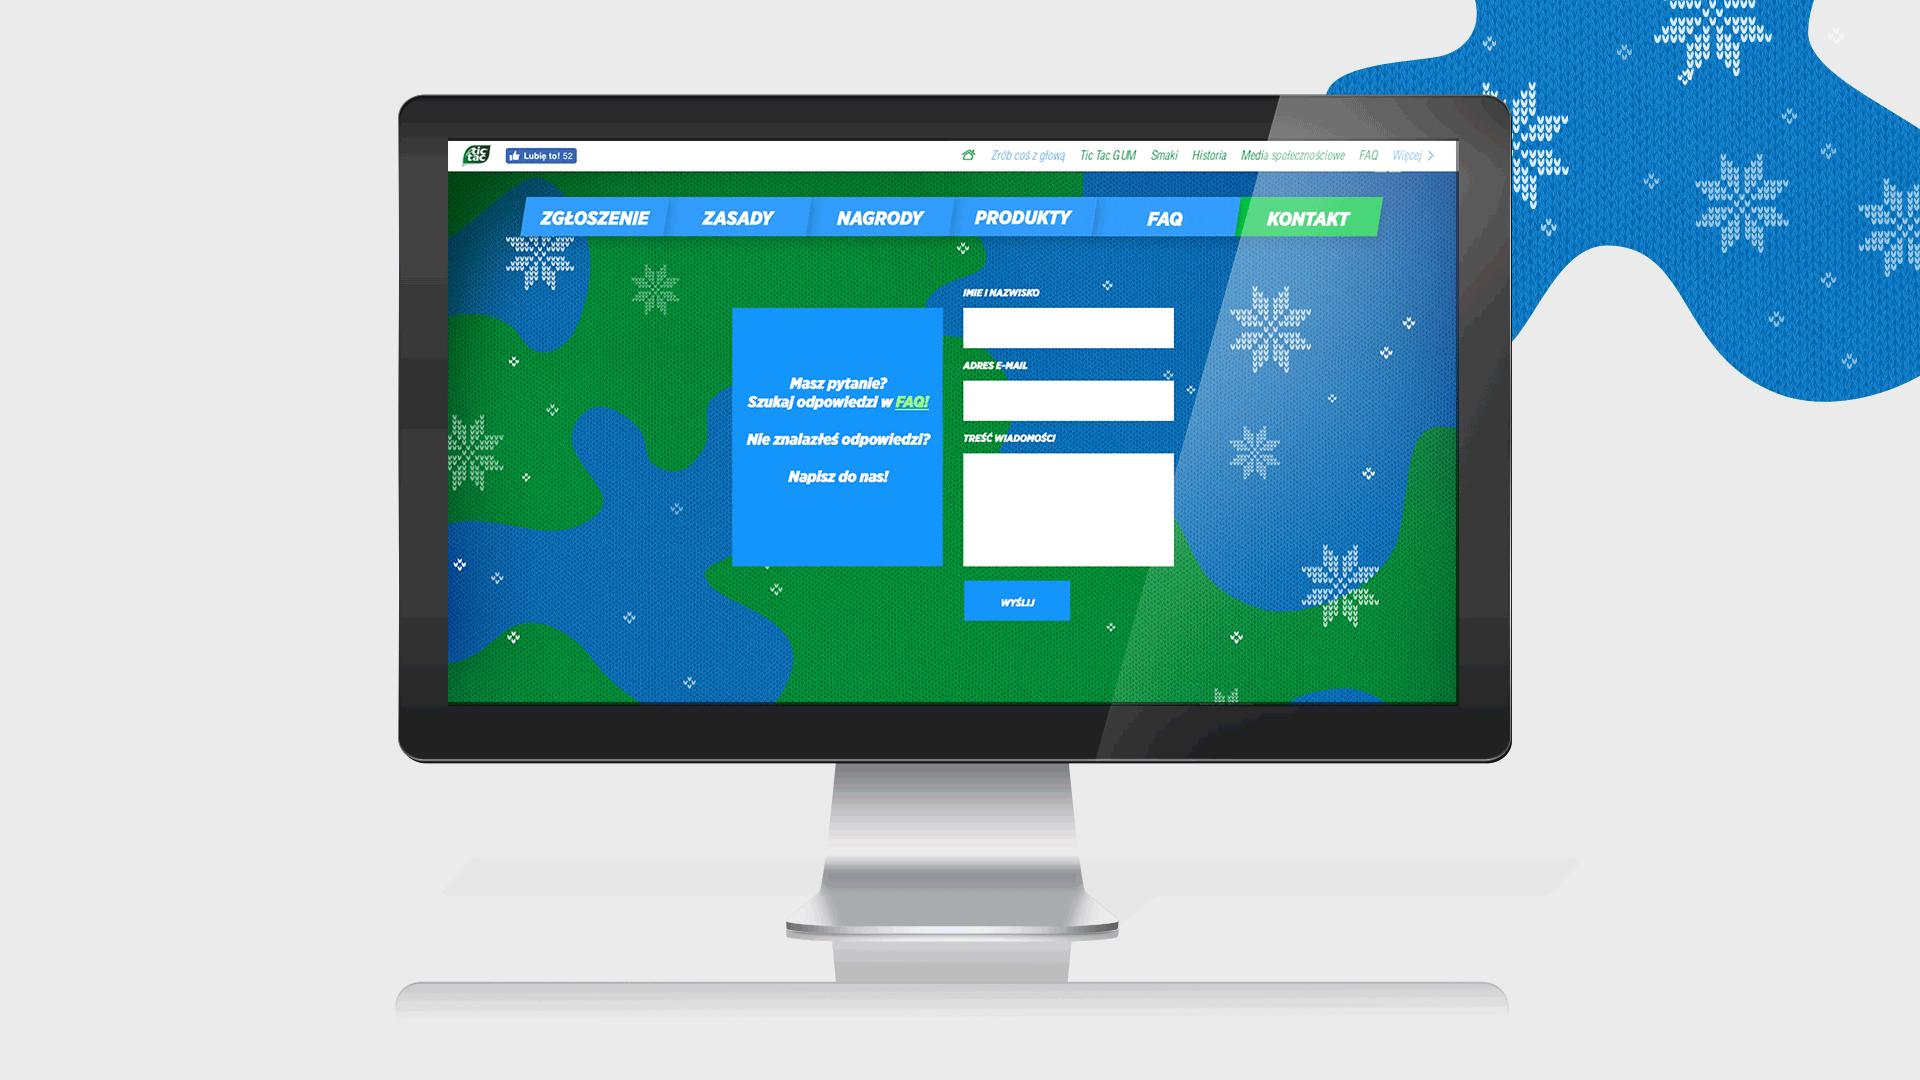 tic
tac
Lubię to! 52
Zrób coś z głową
Tic Tac GUM
Smaki
Historia
Media społecznościowe
FAQ
Więcej
ZGŁOSZENIE
ZASADY
NAGRODY
PRODUKTY
FAQ
KONTAKT
Masz pytanie?
Szukaj odpowiedzi w FAQ!
Nie znalazłeś odpowiedzi?
Napisz do nas!
IMIE I NAZWISKO
ADRES E-MAIL
TREŚĆ WIADOMOŚCI
WYŚLIJ